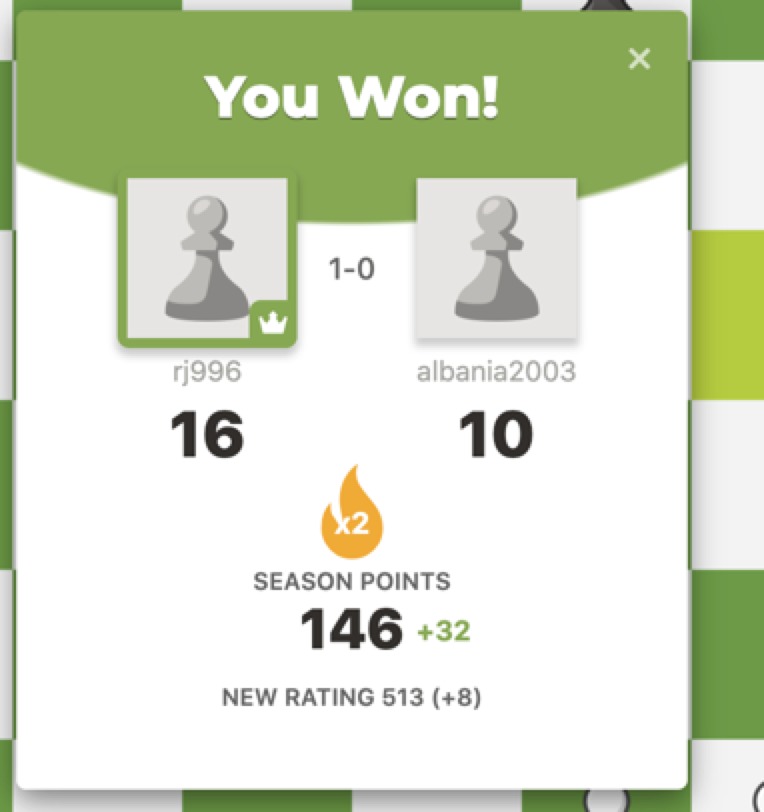 You Won!
×
1-0
rj996
albania2003
16
10
x2
SEASON POINTS
146 +32
NEW RATING 513 (+8)